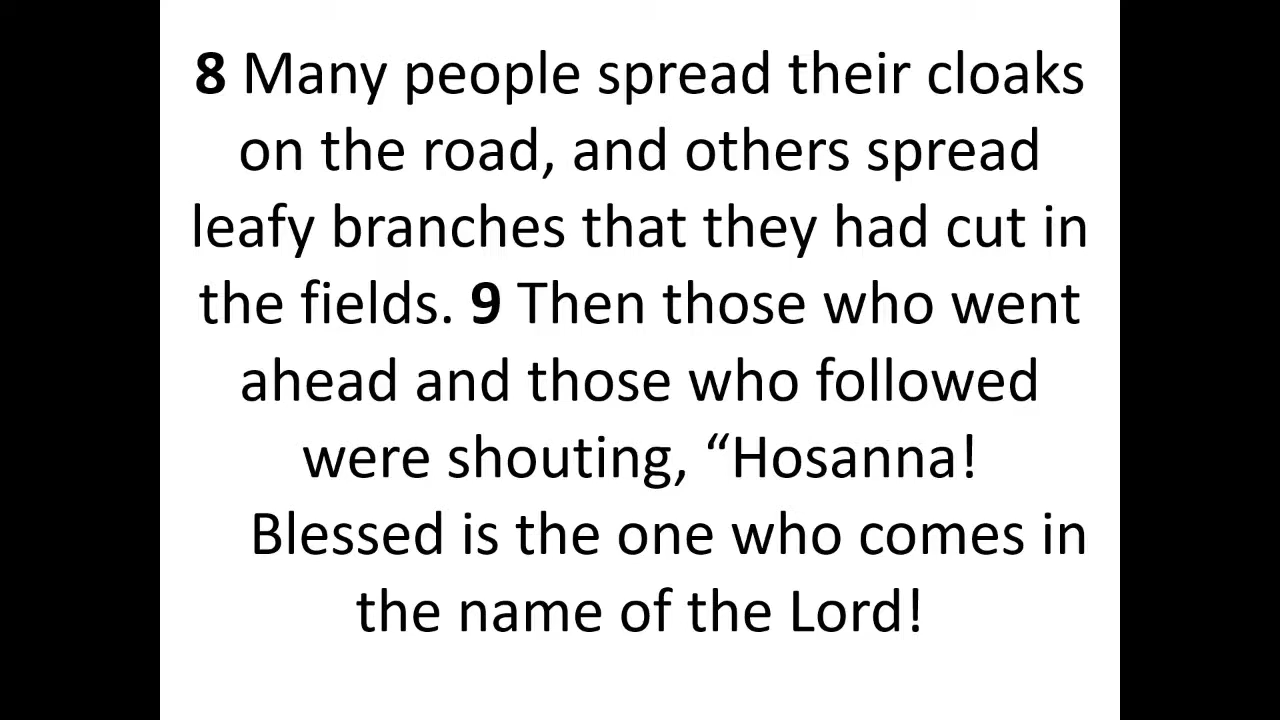 8 Many people spread their cloaks
on the road, and others spread
leafy branches that they had cut in
the fields. 9 Then those who went
ahead and those who followed
were shouting, “Hosanna!
Blessed is the one who comes in
the name of the Lord!